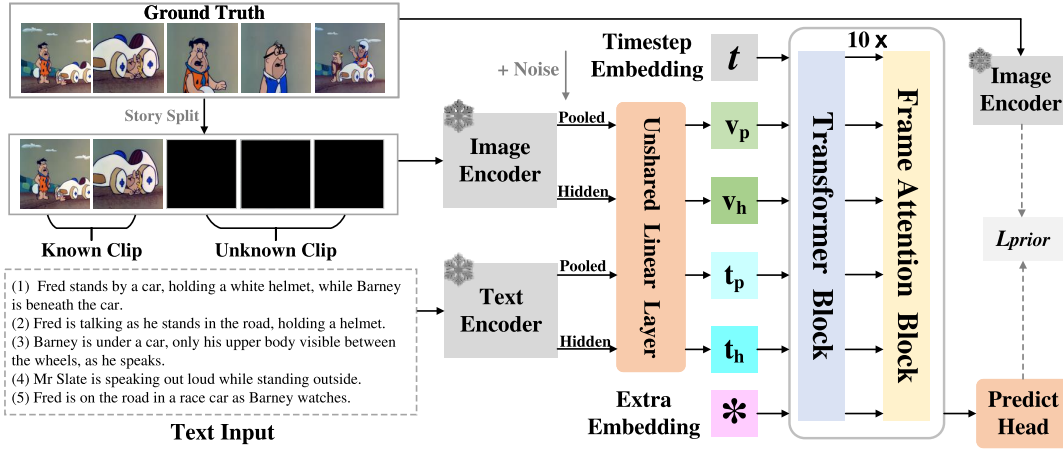 Ground Truth
Story Split
Known Clip
Unknown Clip
(1) Fred stands by a car, holding a white helmet, while Barney
is beneath the car.
(2) Fred is talking as he stands in the road, holding a helmet.
(3) Barney is under a car, only his upper body visible between
the wheels, as he speaks.
(4) Mr Slate is speaking out loud while standing outside.
(5) Fred is on the road in a race car as Barney watches.
Text Input
+ Noise
Image
Encoder
Pooled
Hidden
Text
Encoder
Pooled
Hidden
Unshared Linear Layer
Timestep
Embedding
t
v_p
v_h
t_p
t_h
Extra
Embedding
*
10 x
Transformer Block
Frame Attention Block
Image
Encoder
Lprior
Predict
Head